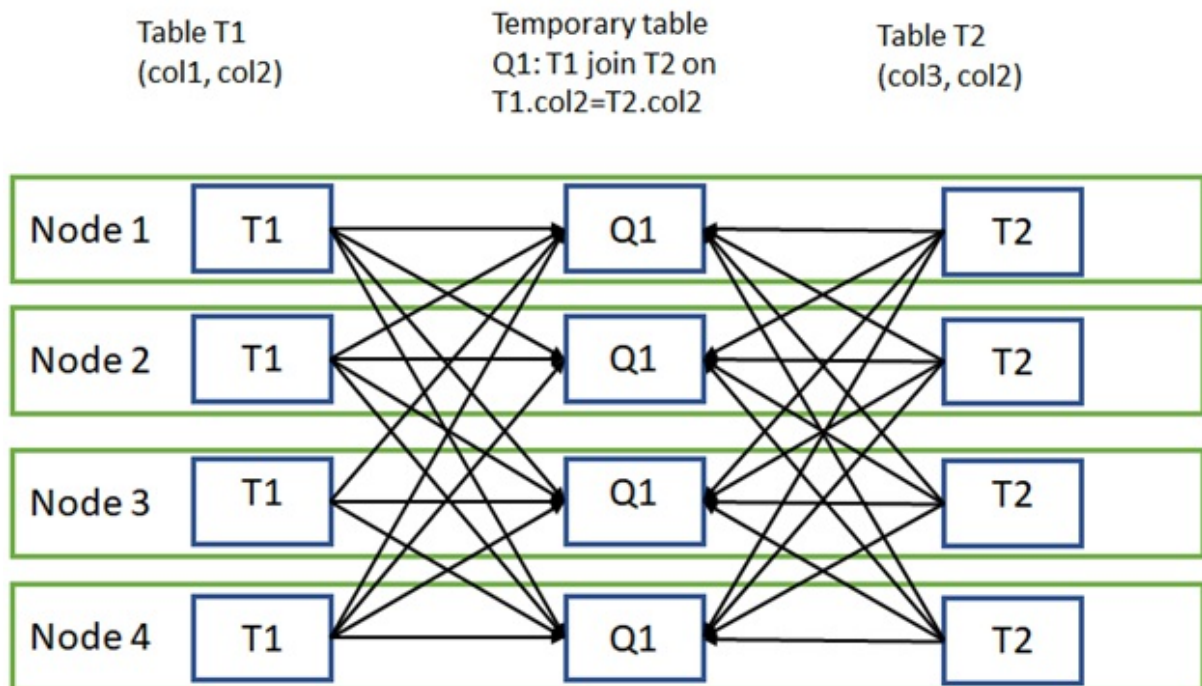 Table T1
(col1, col2)
Temporary table
Q1: T1 join T2 on
T1.col2=T2.col2
Table T2
(col3, col2)
Node 1 T1 Q1 T2
Node 2 T1 Q1 T2
Node 3 T1 Q1 T2
Node 4 T1 Q1 T2